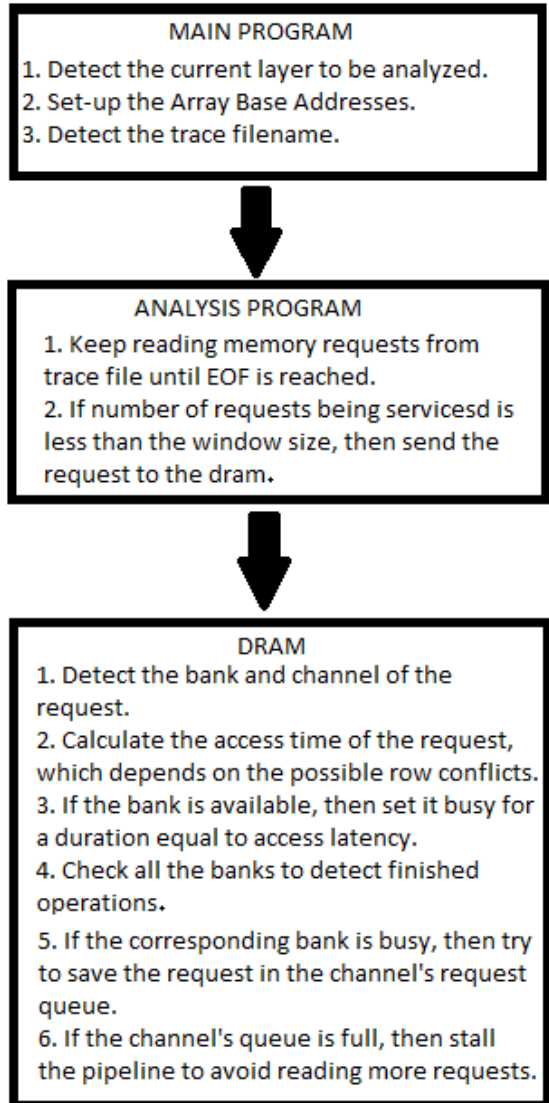 MAIN PROGRAM
1. Detect the current layer to be analyzed.
2. Set-up the Array Base Addresses.
3. Detect the trace filename.
ANALYSIS PROGRAM
1. Keep reading memory requests from
trace file until EOF is reached.
2. If number of requests being servicesd is
less than the window size, then send the
request to the dram.
DRAM
1. Detect the bank and channel of the
request.
2. Calculate the access time of the request,
which depends on the possible row conflicts.
3. If the bank is available, then set it busy for
a duration equal to access latency.
4. Check all the banks to detect finished
operations.
5. If the corresponding bank is busy, then try
to save the request in the channel's request
queue.
6. If the channel's queue is full, then stall
the pipeline to avoid reading more requests.